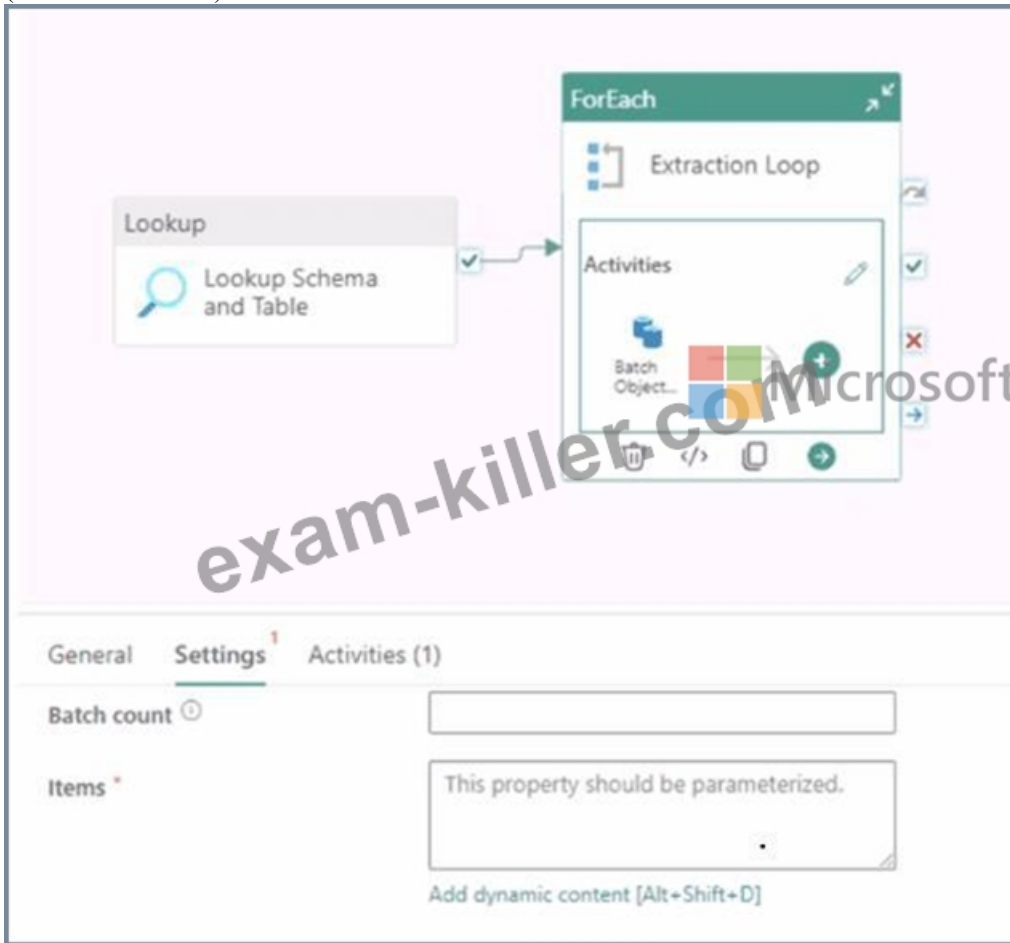 ForEach
Extraction Loop
Lookup
Lookup Schema
and Table
Activities
Batch
Object...
Microsoft
exam-killer.com
General Settings 1 Activities (1)
Batch count
Items *
This property should be parameterized.
Add dynamic content [Alt+Shift+D]